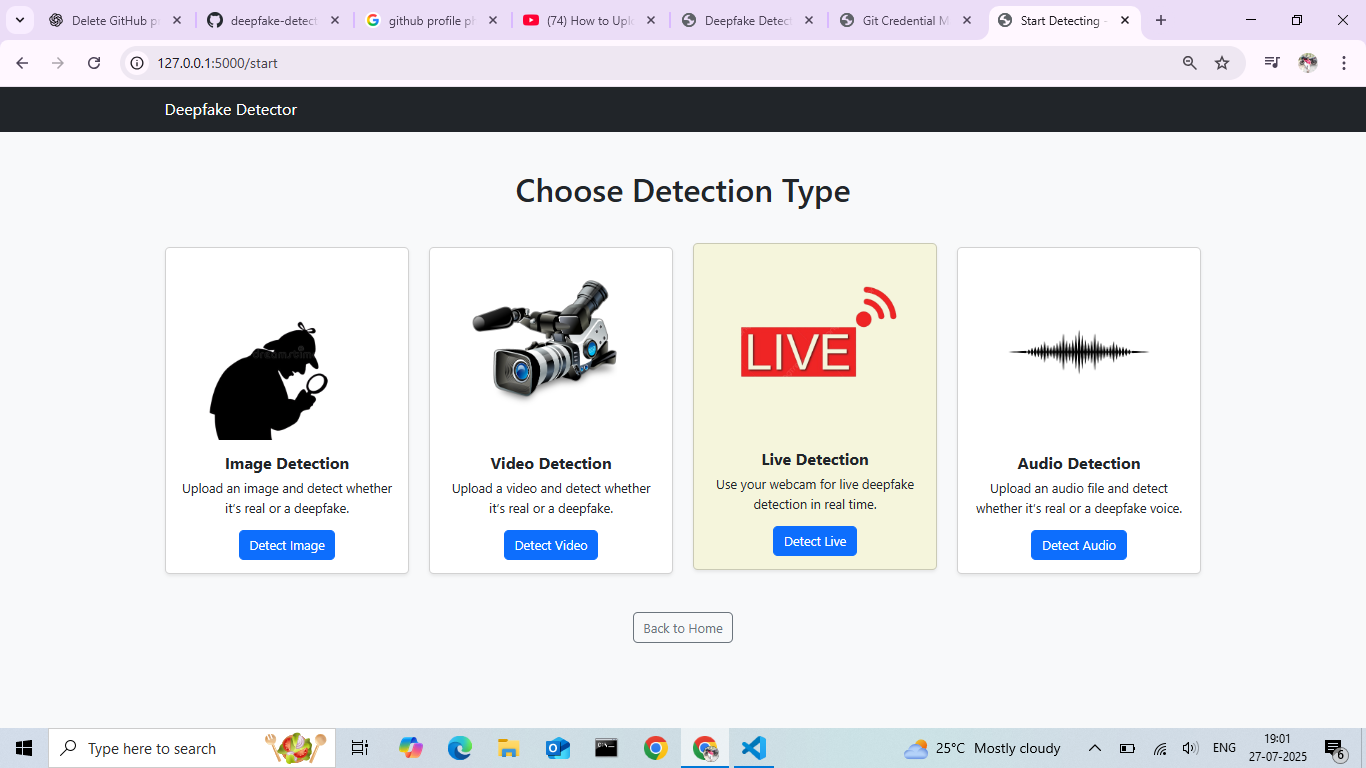 Delete GitHub p
deepfake-detect
github profile ph
(74) How to Uplo
Deepfake Detect
Git Credential M
Start Detecting -
127.0.0.1:5000/start
Deepfake Detector
Choose Detection Type
LIVE
Image Detection
Upload an image and detect whether
it's real or a deepfake.
Detect Image
Video Detection
Upload a video and detect whether
it's real or a deepfake.
Detect Video
Live Detection
Use your webcam for live deepfake
detection in real time.
Detect Live
Audio Detection
Upload an audio file and detect
whether it's real or a deepfake voice.
Detect Audio
Back to Home
Type here to search
25°C Mostly cloudy
ENG
19:01
27-07-2025
6